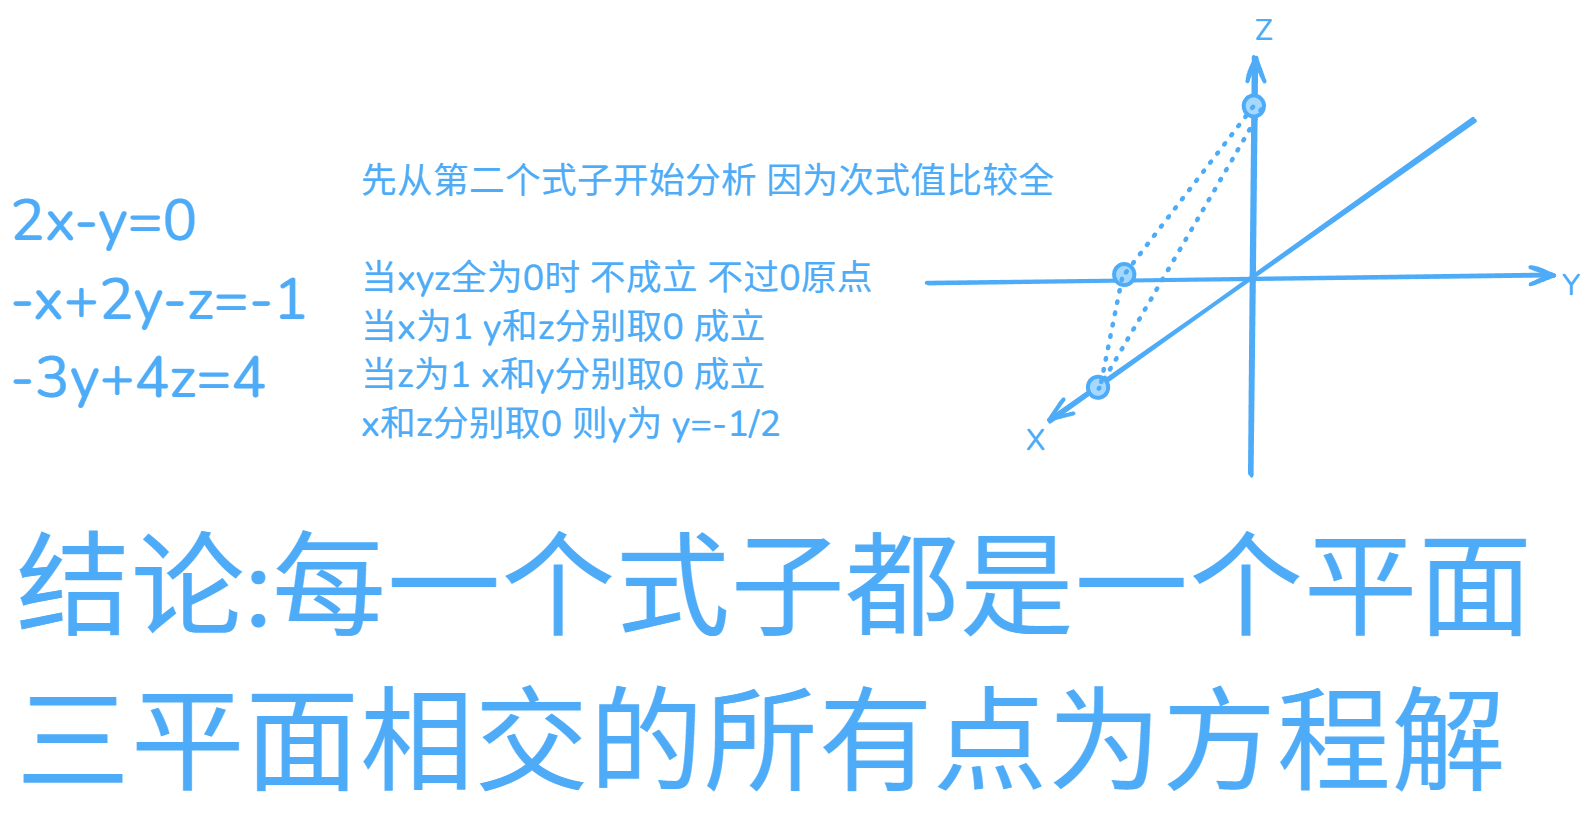 2x-y=0
-x+2y-z=-1
-3y+4z=4
先从第二个式子开始分析 因为次式值比较全
当xyz全为0时 不成立 不过0原点
当x为1 y和z分别取0 成立
当z为1 x和y分别取0 成立
x和z分别取0 则y为 y=-1/2
Z
Y
X
结论:每一个式子都是一个平面
三平面相交的所有点为方程解